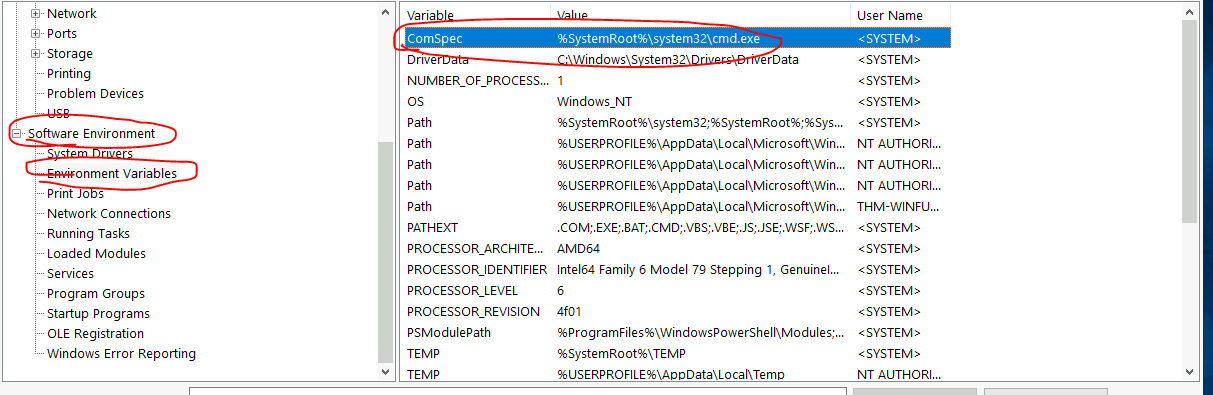 Network
Ports
Storage
Printing
Problem Devices
USB
Software Environment
System Drivers
Environment Variables
Print Jobs
Network Connections
Running Tasks
Loaded Modules
Services
Program Groups
Startup Programs
OLE Registration
Windows Error Reporting
Variable Value User Name
ComSpec %SystemRoot%\system32\cmd.exe <SYSTEM>
DriverData C:\Windows\System32\Drivers\DriverData <SYSTEM>
NUMBER_OF_PROCESS... 1 <SYSTEM>
OS Windows_NT <SYSTEM>
Path %SystemRoot%\system32;%SystemRoot%;%Sys... <SYSTEM>
Path %USERPROFILE%\AppData\Local\Microsoft\Win... NT AUTHORI...
Path %USERPROFILE%\AppData\Local\Microsoft\Win... NT AUTHORI...
Path %USERPROFILE%\AppData\Local\Microsoft\Win... NT AUTHORI...
Path %USERPROFILE%\AppData\Local\Microsoft\Win... THM-WINFU...
PATHEXT .COM;.EXE;.BAT;.CMD;.VBS;.VBE;.JS;.JSE;.WSF;.WS... <SYSTEM>
PROCESSOR_ARCHITE... AMD64 <SYSTEM>
PROCESSOR_IDENTIFIER Intel64 Family 6 Model 79 Stepping 1, GenuineI... <SYSTEM>
PROCESSOR_LEVEL 6 <SYSTEM>
PROCESSOR_REVISION 4f01 <SYSTEM>
PSModulePath %ProgramFiles%\WindowsPowerShell\Modules;... <SYSTEM>
TEMP %SystemRoot%\TEMP <SYSTEM>
TEMP %USERPROFILE%\AppData\Local\Temp NT AUTHORI...